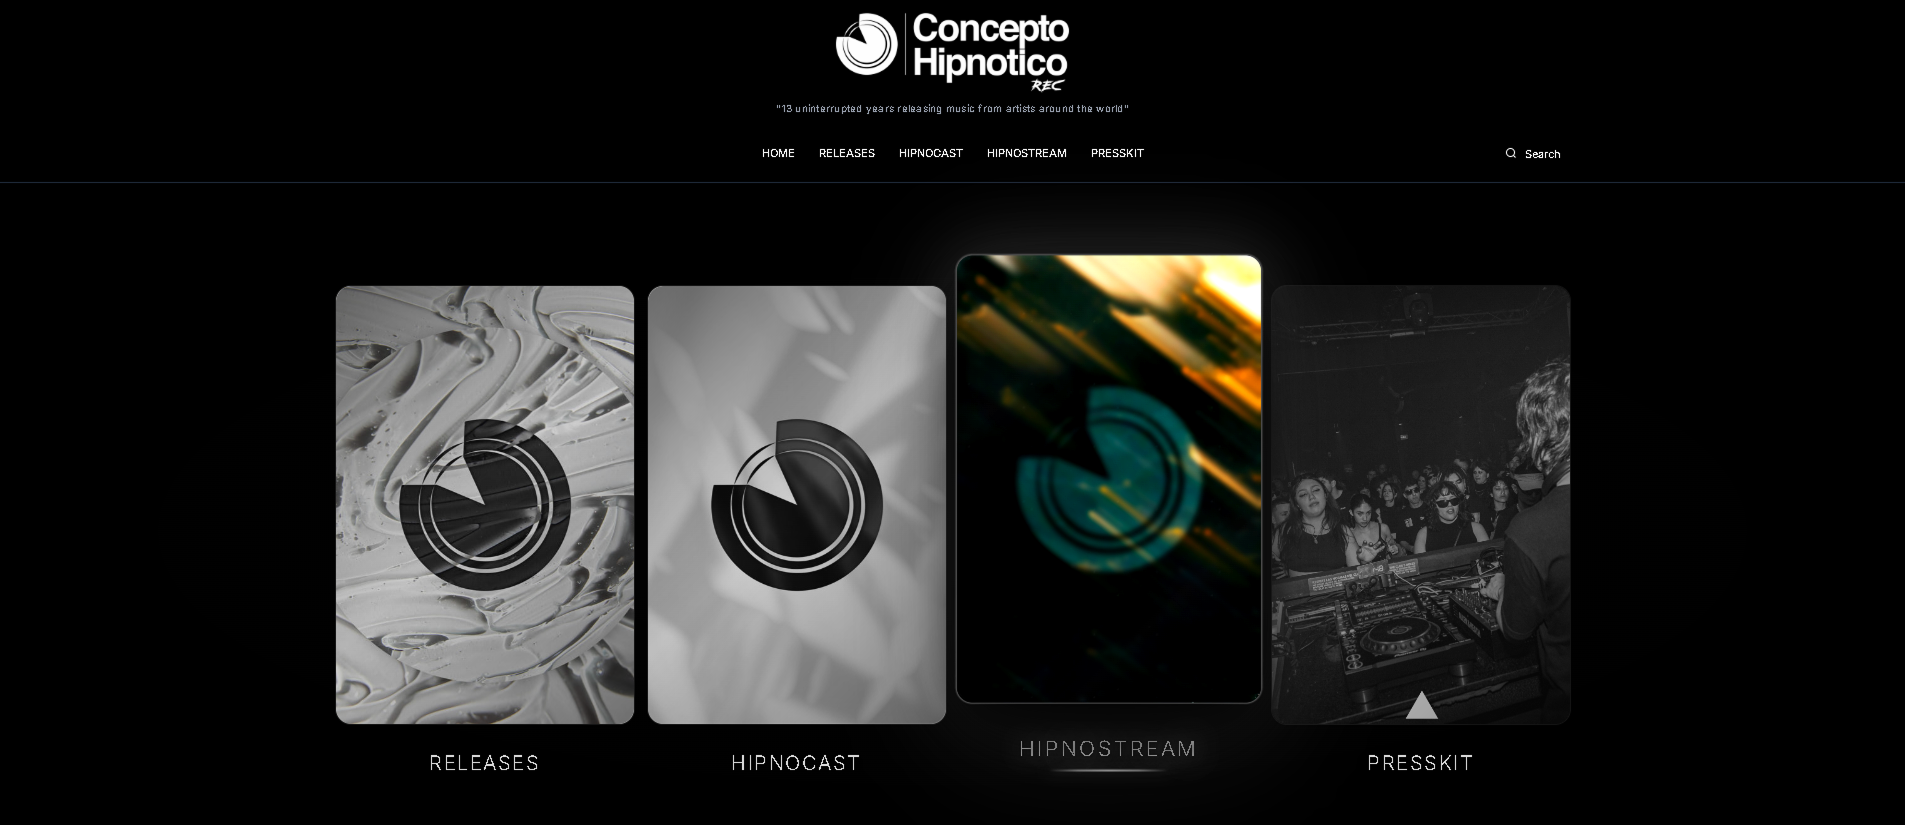 Concepto
Hipnotico
REC
"13 uninterrupted years releasing music from artists around the world"
HOME RELEASES HIPNOCAST HIPNOSTREAM PRESSKIT
Search
RELEASES HIPNOCAST HIPNOSTREAM PRESSKIT